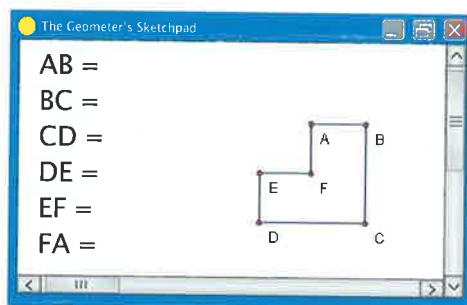 The Geometer's Sketchpad
AB =
BC =
CD =
DE =
EF =
FA =
A B
E F
D C